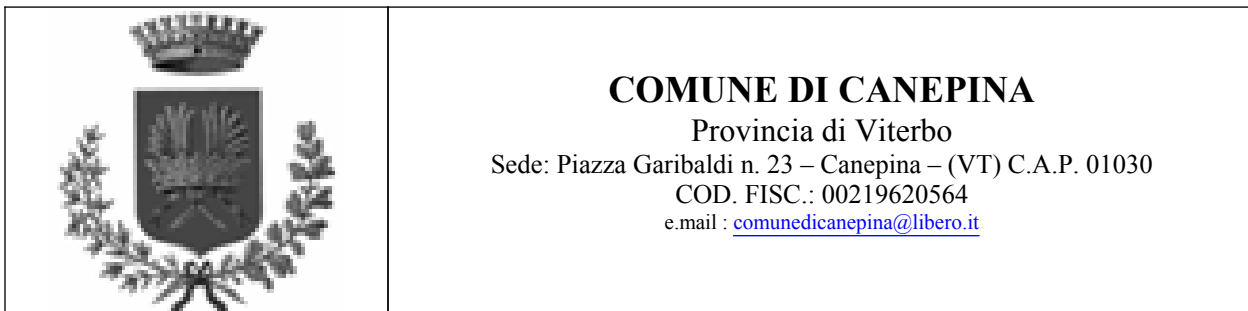 COMUNE DI CANEPINA
Provincia di Viterbo
Sede: Piazza Garibaldi n. 23 – Canepina – (VT) C.A.P. 01030
COD. FISC.: 00219620564
e.mail : comunedicanepina@libero.it